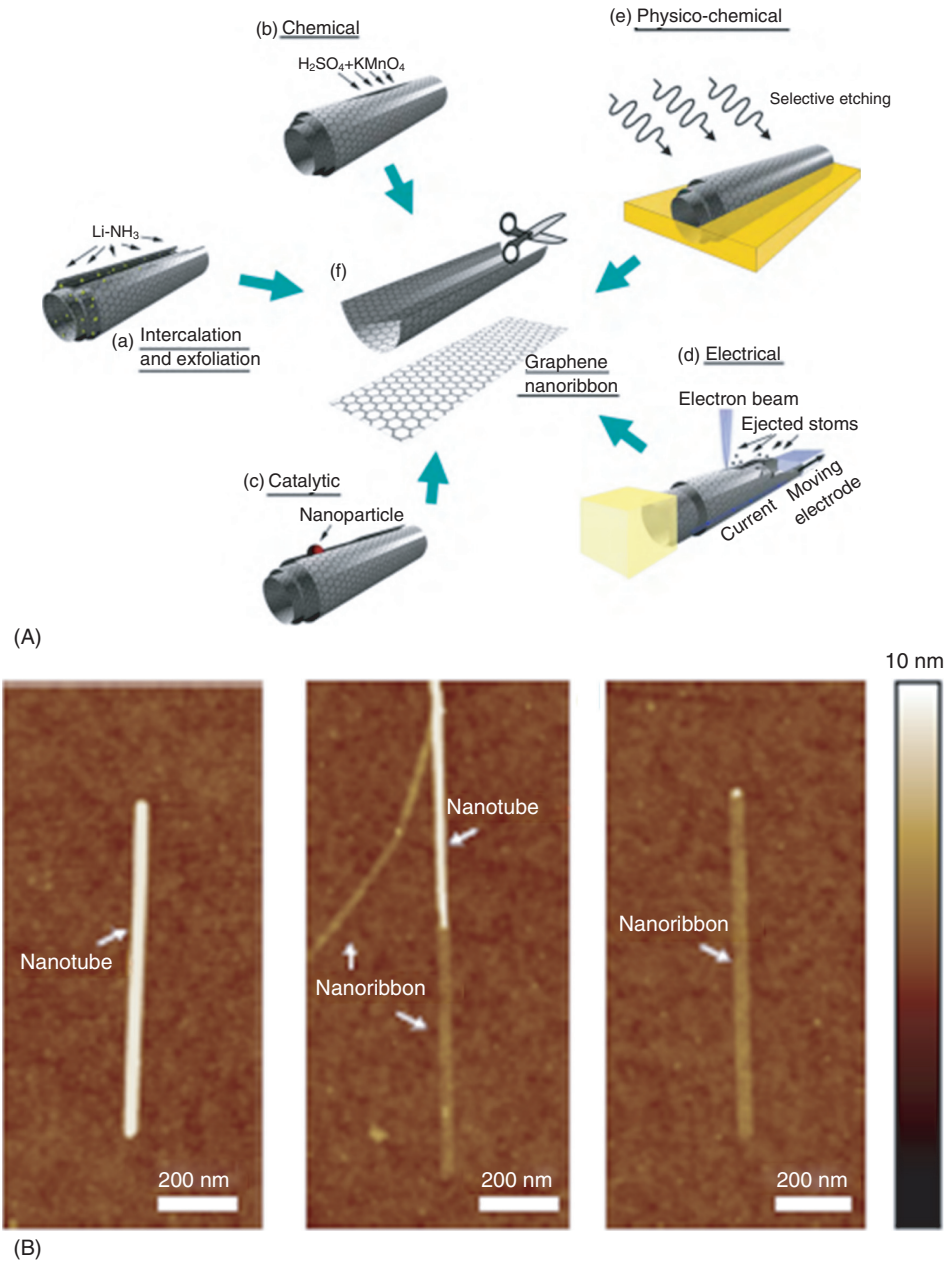 (b) Chemical
H₂SO₄+KMnO₄
(e) Physico-chemical
Selective etching
Li-NH₃
(a) Intercalation
and exfoliation
(f)
Graphene
nanoribbon
(d) Electrical
Electron beam
Ejected stoms
Current
Moving
electrode
(c) Catalytic
Nanoparticle
(A)
10 nm
Nanotube
200 nm
Nanotube
Nanoribbon
200 nm
Nanoribbon
200 nm
(B)